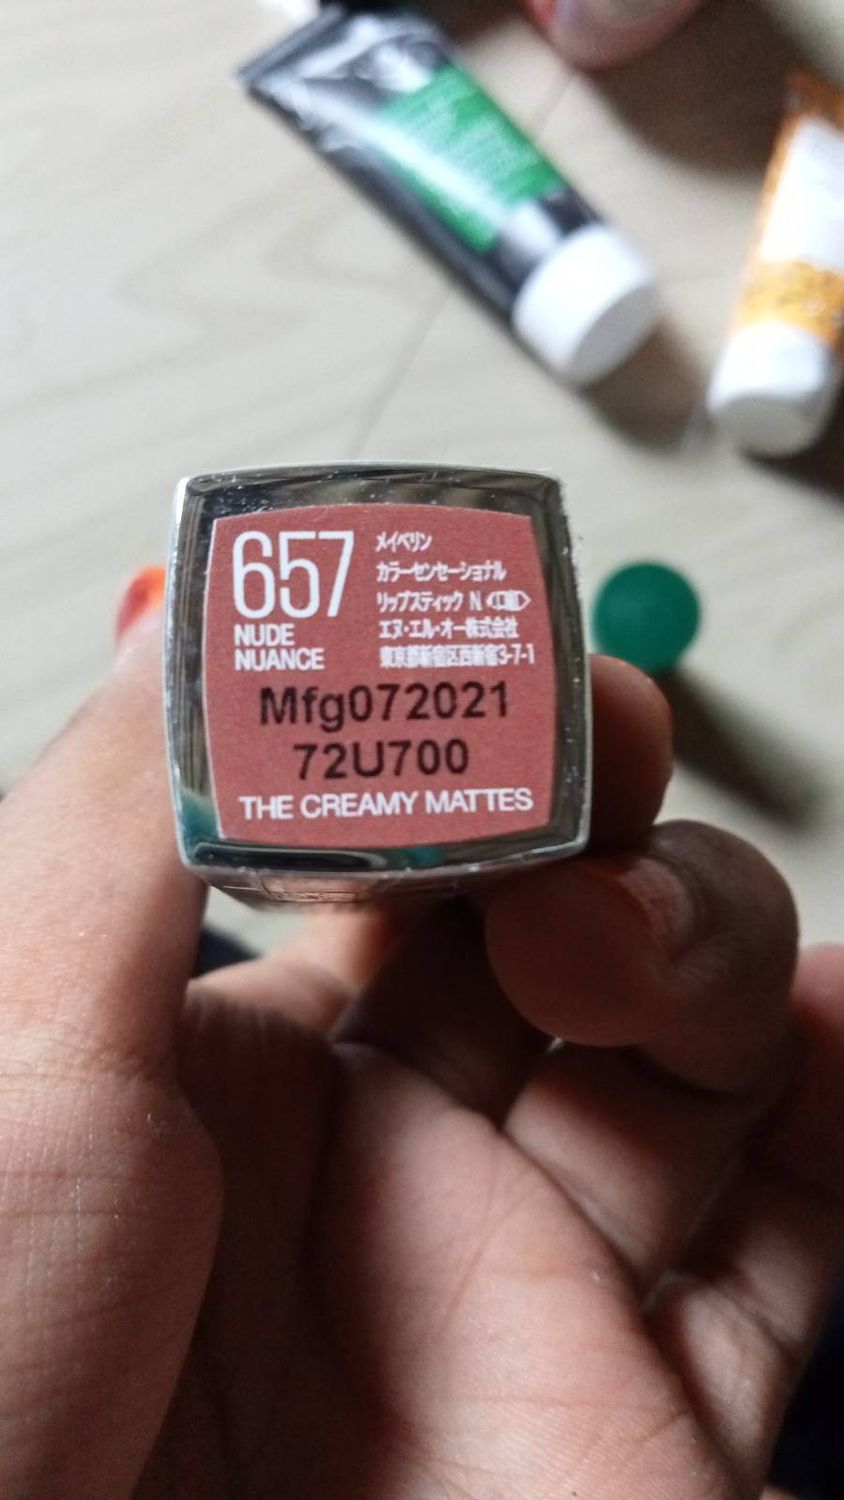 657
NUDE
NUANCE
メイベリン
カラーセンセーショナル
リップスティック N <口紅>
エヌ・エル・オー株式会社
東京都新宿区西新宿3-7-1
Mfg072021
72U700
THE CREAMY MATTES